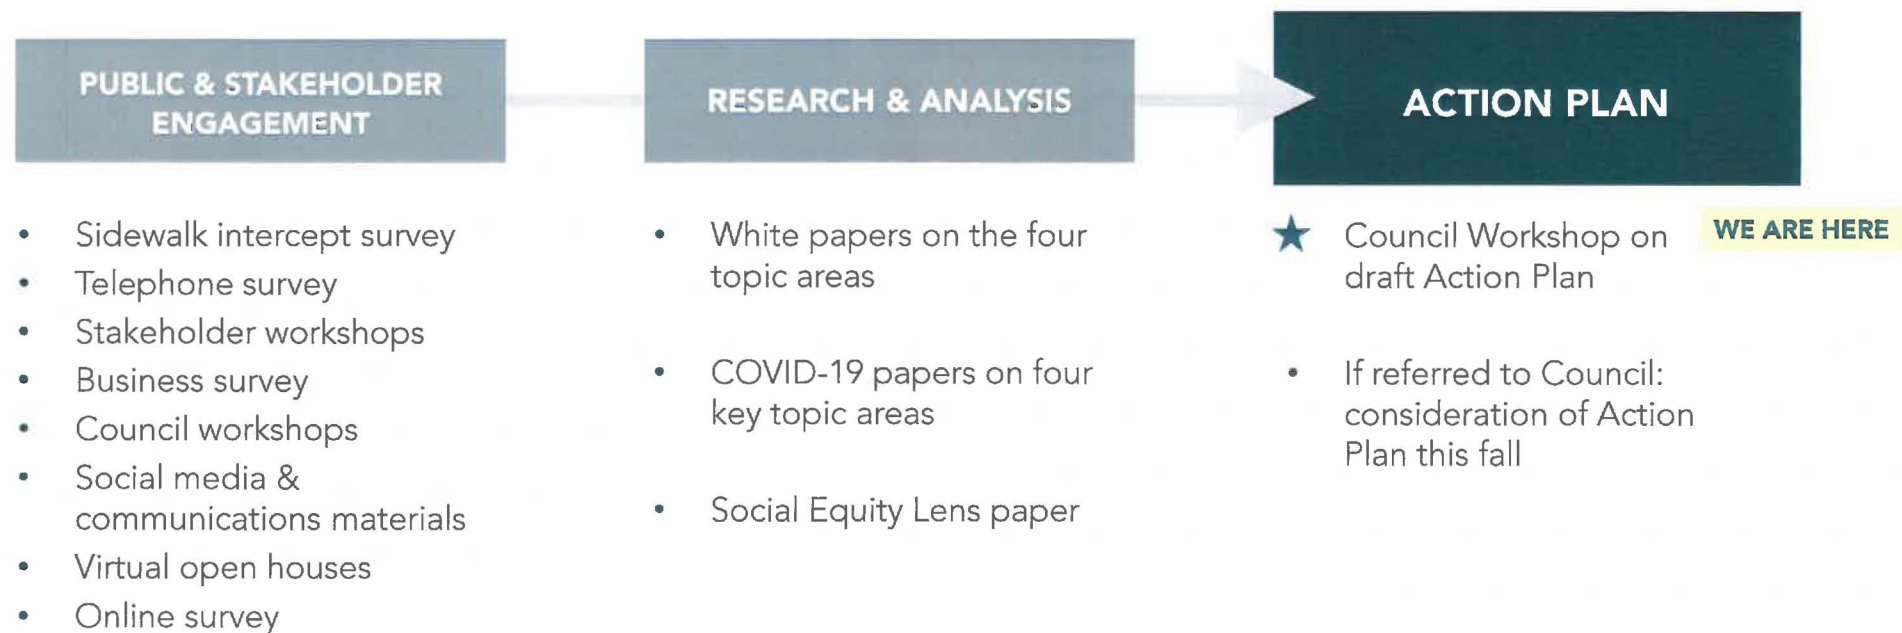 PUBLIC & STAKEHOLDER
ENGAGEMENT
• Sidewalk intercept survey
• Telephone survey
• Stakeholder workshops
• Business survey
• Council workshops
• Social media &
communications materials
• Virtual open houses
• Online survey
RESEARCH & ANALYSIS
• White papers on the four
topic areas
• COVID-19 papers on four
key topic areas
• Social Equity Lens paper
ACTION PLAN
★ Council Workshop on
draft Action Plan
WE ARE HERE
• If referred to Council:
consideration of Action
Plan this fall